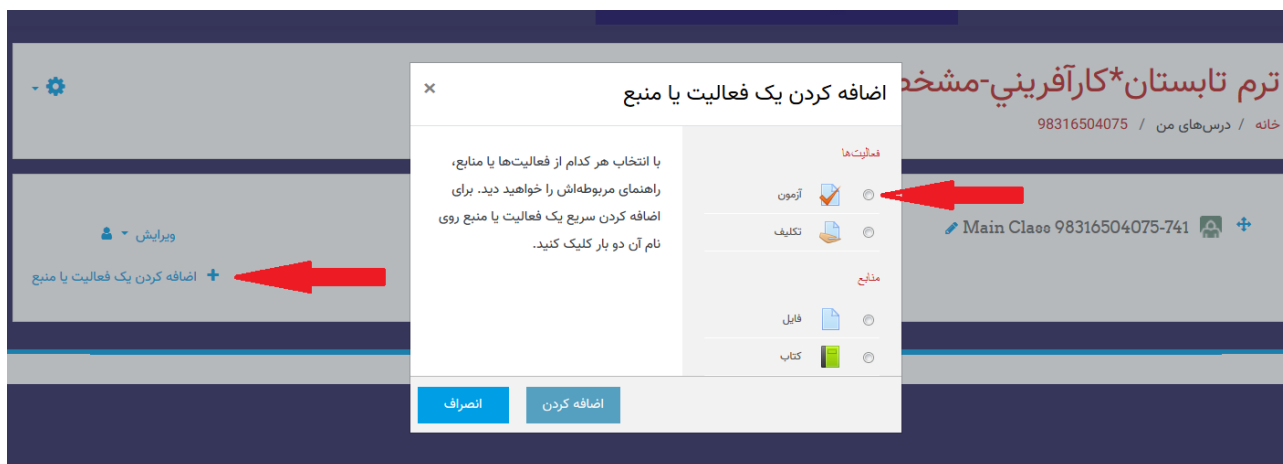 ترم تابستان*کارآفريني-مشخ
خانه / درس‌های من / 98316504075
Main Class 98316504075-741
ویرایش
اضافه کردن یک فعالیت یا منبع
اضافه کردن یک فعالیت یا منبع
×
فعالیت‌ها
آزمون
تکلیف
منابع
فایل
کتاب
با انتخاب هر کدام از فعالیت‌ها یا منابع،
راهنمای مربوطه‌اش را خواهید دید. برای
اضافه کردن سریع یک فعالیت یا منبع روی
نام آن دو بار کلیک کنید.
اضافه کردن
انصراف